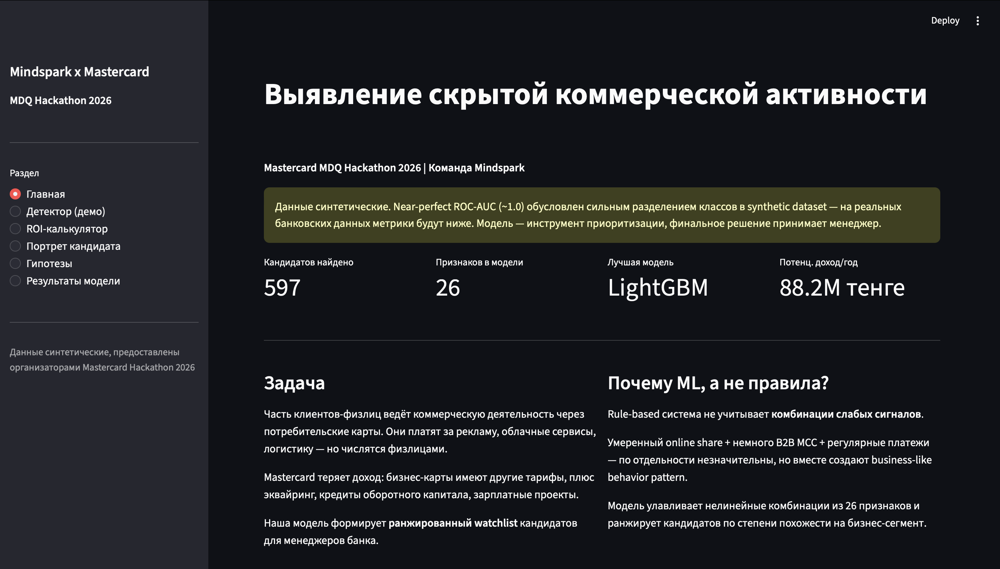 Deploy
Mindspark x Mastercard
MDQ Hackathon 2026
Раздел
Главная
Детектор (демо)
ROI-калькулятор
Портрет кандидата
Гипотезы
Результаты модели
Данные синтетические, предоставлены
организаторами Mastercard Hackathon 2026
Выявление скрытой коммерческой активности
Mastercard MDQ Hackathon 2026 | Команда Mindspark
Данные синтетические. Near-perfect ROC-AUC (~1.0) обусловлен сильным разделением классов в synthetic dataset — на реальных
банковских данных метрики будут ниже. Модель — инструмент приоритизации, финальное решение принимает менеджер.
Кандидатов найдено
597
Признаков в модели
26
Лучшая модель
LightGBM
Потенц. доход/год
88.2M тенге
Задача
Часть клиентов-физлиц ведёт коммерческую деятельность через
потребительские карты. Они платят за рекламу, облачные сервисы,
логистику — но числятся физлицами.
Mastercard теряет доход: бизнес-карты имеют другие тарифы, плюс
эквайринг, кредиты оборотного капитала, зарплатные проекты.
Наша модель формирует ранжированный watchlist кандидатов
для менеджеров банка.
Почему ML, а не правила?
Rule-based система не учитывает комбинации слабых сигналов.
Умеренный online share + немного B2B MCC + регулярные платежи
— по отдельности незначительны, но вместе создают business-like
behavior pattern.
Модель улавливает нелинейные комбинации из 26 признаков и
ранжирует кандидатов по степени похожести на бизнес-сегмент.